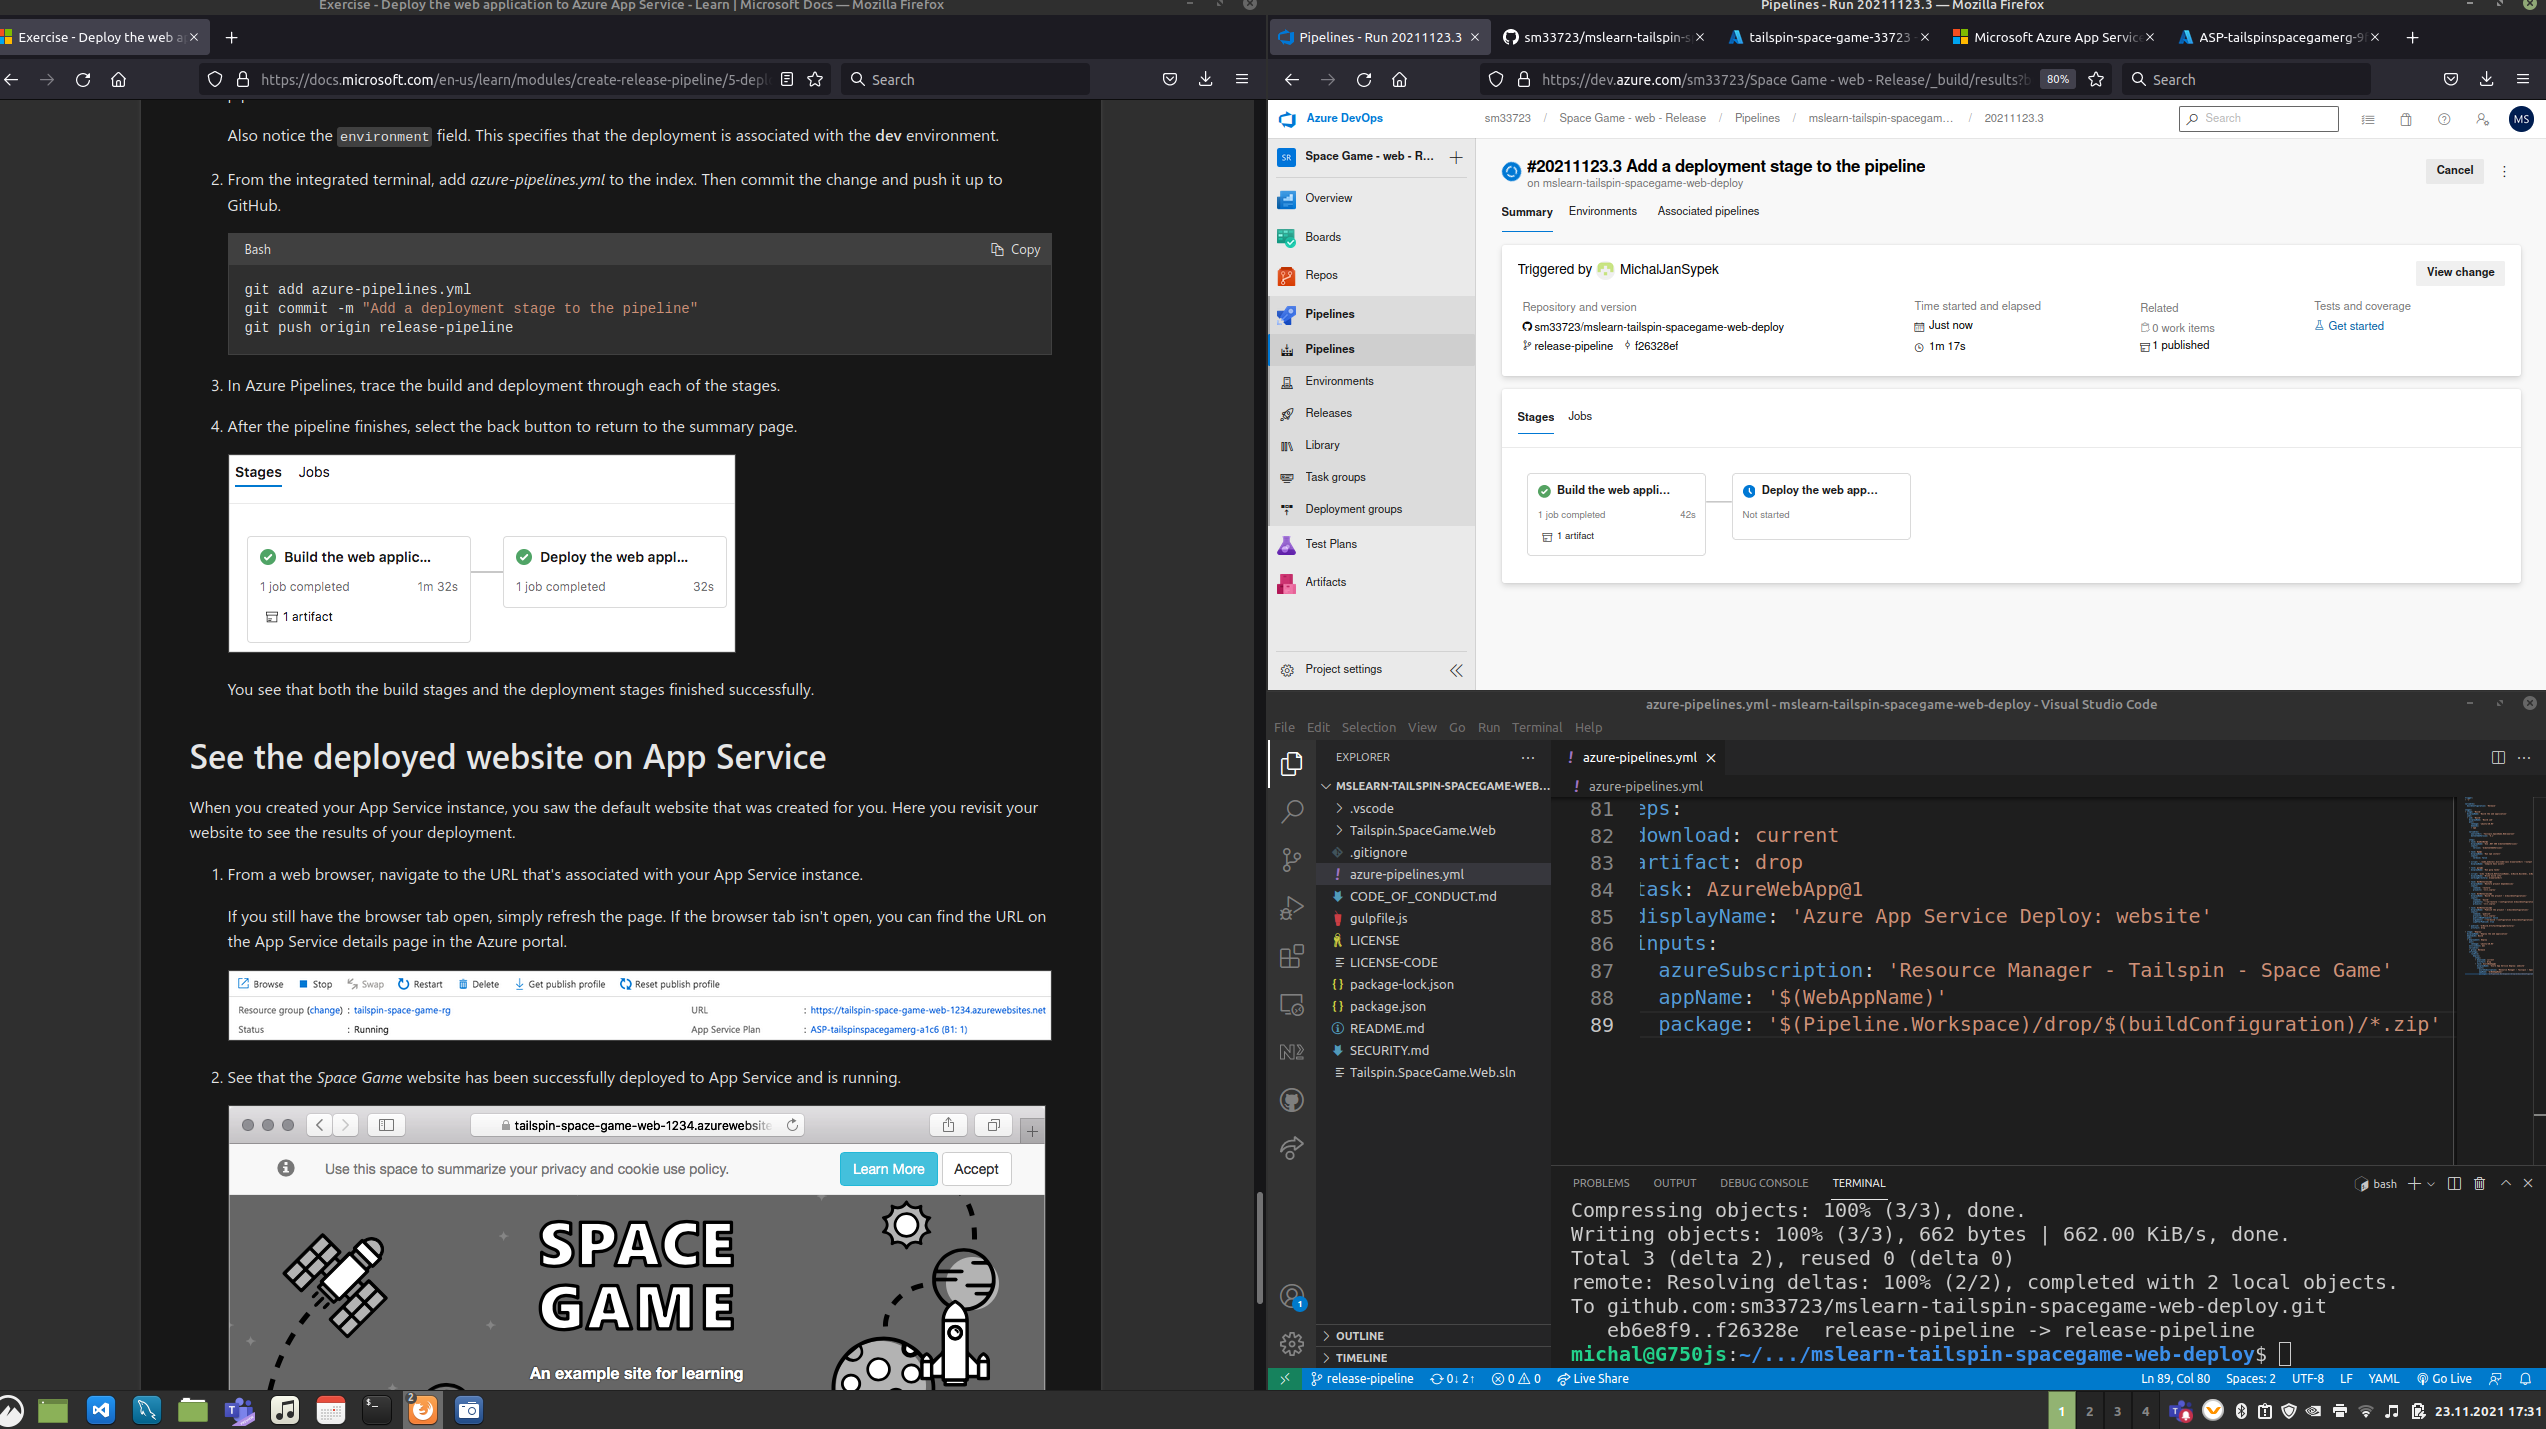 Exercise - Deploy the web application to Azure App Service - Learn | Microsoft Docs — Mozilla Firefox
Exercise - Deploy the web a
https://docs.microsoft.com/en-us/learn/modules/create-release-pipeline/5-depl
Search
Also notice the environment field. This specifies that the deployment is associated with the dev environment.
2. From the integrated terminal, add azure-pipelines.yml to the index. Then commit the change and push it up to
GitHub.
Bash
Copy
git add azure-pipelines.yml
git commit -m "Add a deployment stage to the pipeline"
git push origin release-pipeline
3. In Azure Pipelines, trace the build and deployment through each of the stages.
4. After the pipeline finishes, select the back button to return to the summary page.
Stages Jobs
Build the web applic...
1 job completed 1m 32s
1 artifact
Deploy the web appl...
1 job completed 32s
You see that both the build stages and the deployment stages finished successfully.
See the deployed website on App Service
When you created your App Service instance, you saw the default website that was created for you. Here you revisit your
website to see the results of your deployment.
1. From a web browser, navigate to the URL that's associated with your App Service instance.
If you still have the browser tab open, simply refresh the page. If the browser tab isn't open, you can find the URL on
the App Service details page in the Azure portal.
Browse Stop Swap Restart Delete Get publish profile Reset publish profile
Resource group (change) : tailspin-space-game-rg URL : https://tailspin-space-game-web-1234.azurewebsites.net
Status : Running App Service Plan : ASP-tailspinspacegamerg-a1c6 (B1: 1)
2. See that the Space Game website has been successfully deployed to App Service and is running.
tailspin-space-game-web-1234.azurewebsite
Use this space to summarize your privacy and cookie use policy.
Learn More Accept
SPACE
GAME
An example site for learning
Pipelines - Run 20211123.3 — Mozilla Firefox
Pipelines - Run 20211123.3
sm33723/mslearn-tailspin-s
tailspin-space-game-33723
Microsoft Azure App Service
ASP-tailspinspacegamerg-9
https://dev.azure.com/sm33723/Space Game - web - Release/_build/results?b
80%
Search
Azure DevOps
sm33723 / Space Game - web - Release / Pipelines / mslearn-tailspin-spacegam... / 20211123.3
Search
MS
SR Space Game - web - R...
Overview
Boards
Repos
Pipelines
Pipelines
Environments
Releases
Library
Task groups
Deployment groups
Test Plans
Artifacts
Project settings
#20211123.3 Add a deployment stage to the pipeline
on mslearn-tailspin-spacegame-web-deploy
Cancel
Summary Environments Associated pipelines
Triggered by MichalJanSypek
View change
Repository and version
sm33723/mslearn-tailspin-spacegame-web-deploy
release-pipeline f26328ef
Time started and elapsed
Just now
1m 17s
Related
0 work items
1 published
Tests and coverage
Get started
Stages Jobs
Build the web appli...
1 job completed 42s
1 artifact
Deploy the web app...
Not started
azure-pipelines.yml - mslearn-tailspin-spacegame-web-deploy - Visual Studio Code
File Edit Selection View Go Run Terminal Help
EXPLORER
MSLEARN-TAILSPIN-SPACEGAME-WEB...
.vscode
Tailspin.SpaceGame.Web
.gitignore
azure-pipelines.yml
CODE_OF_CONDUCT.md
gulpfile.js
LICENSE
LICENSE-CODE
package-lock.json
package.json
README.md
SECURITY.md
Tailspin.SpaceGame.Web.sln
OUTLINE
TIMELINE
azure-pipelines.yml
azure-pipelines.yml
81 eps:
82 download: current
83 artifact: drop
84 task: AzureWebApp@1
85 displayName: 'Azure App Service Deploy: website'
86 inputs:
87 azureSubscription: 'Resource Manager - Tailspin - Space Game'
88 appName: '$(WebAppName)'
89 package: '$(Pipeline.Workspace)/drop/$(buildConfiguration)/*.zip'
PROBLEMS OUTPUT DEBUG CONSOLE TERMINAL
bash
Compressing objects: 100% (3/3), done.
Writing objects: 100% (3/3), 662 bytes | 662.00 KiB/s, done.
Total 3 (delta 2), reused 0 (delta 0)
remote: Resolving deltas: 100% (2/2), completed with 2 local objects.
To github.com:sm33723/mslearn-tailspin-spacegame-web-deploy.git
eb6e8f9..f26328e release-pipeline -> release-pipeline
michal@G750js:~/.../mslearn-tailspin-spacegame-web-deploy$
release-pipeline 0↓ 2↑ 0 0 Live Share
Ln 89, Col 80 Spaces: 2 UTF-8 LF YAML Go Live
2
1 2 3 4
23.11.2021 17:31